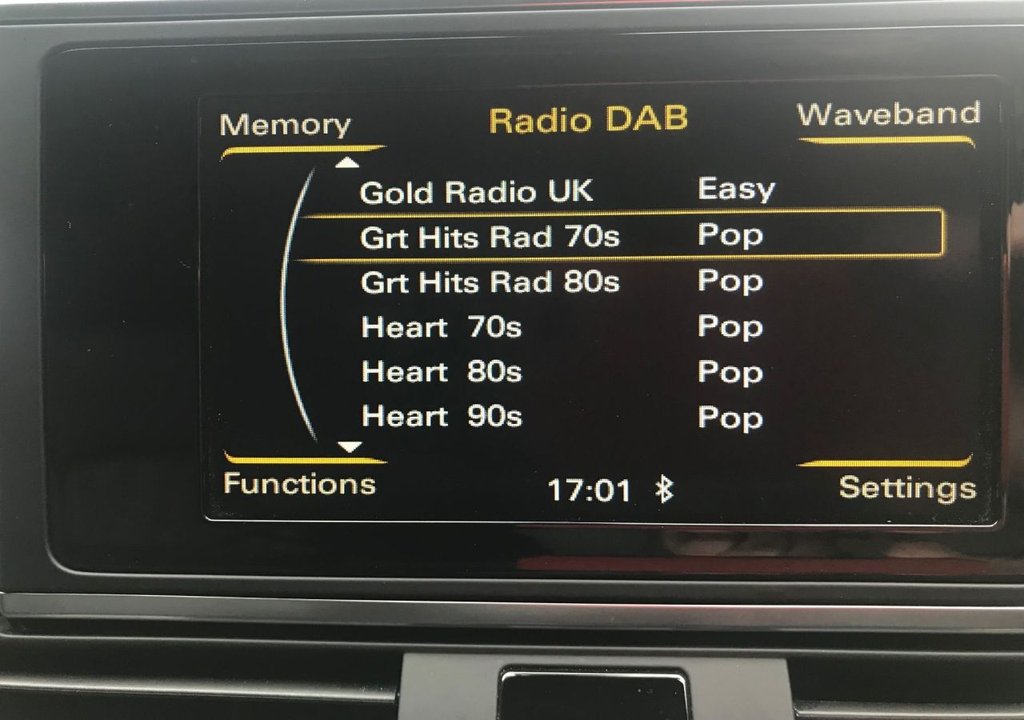 Memory Radio DAB Waveband
Gold Radio UK Easy
Grt Hits Rad 70s Pop
Grt Hits Rad 80s Pop
Heart 70s Pop
Heart 80s Pop
Heart 90s Pop
Functions 17:01 Settings